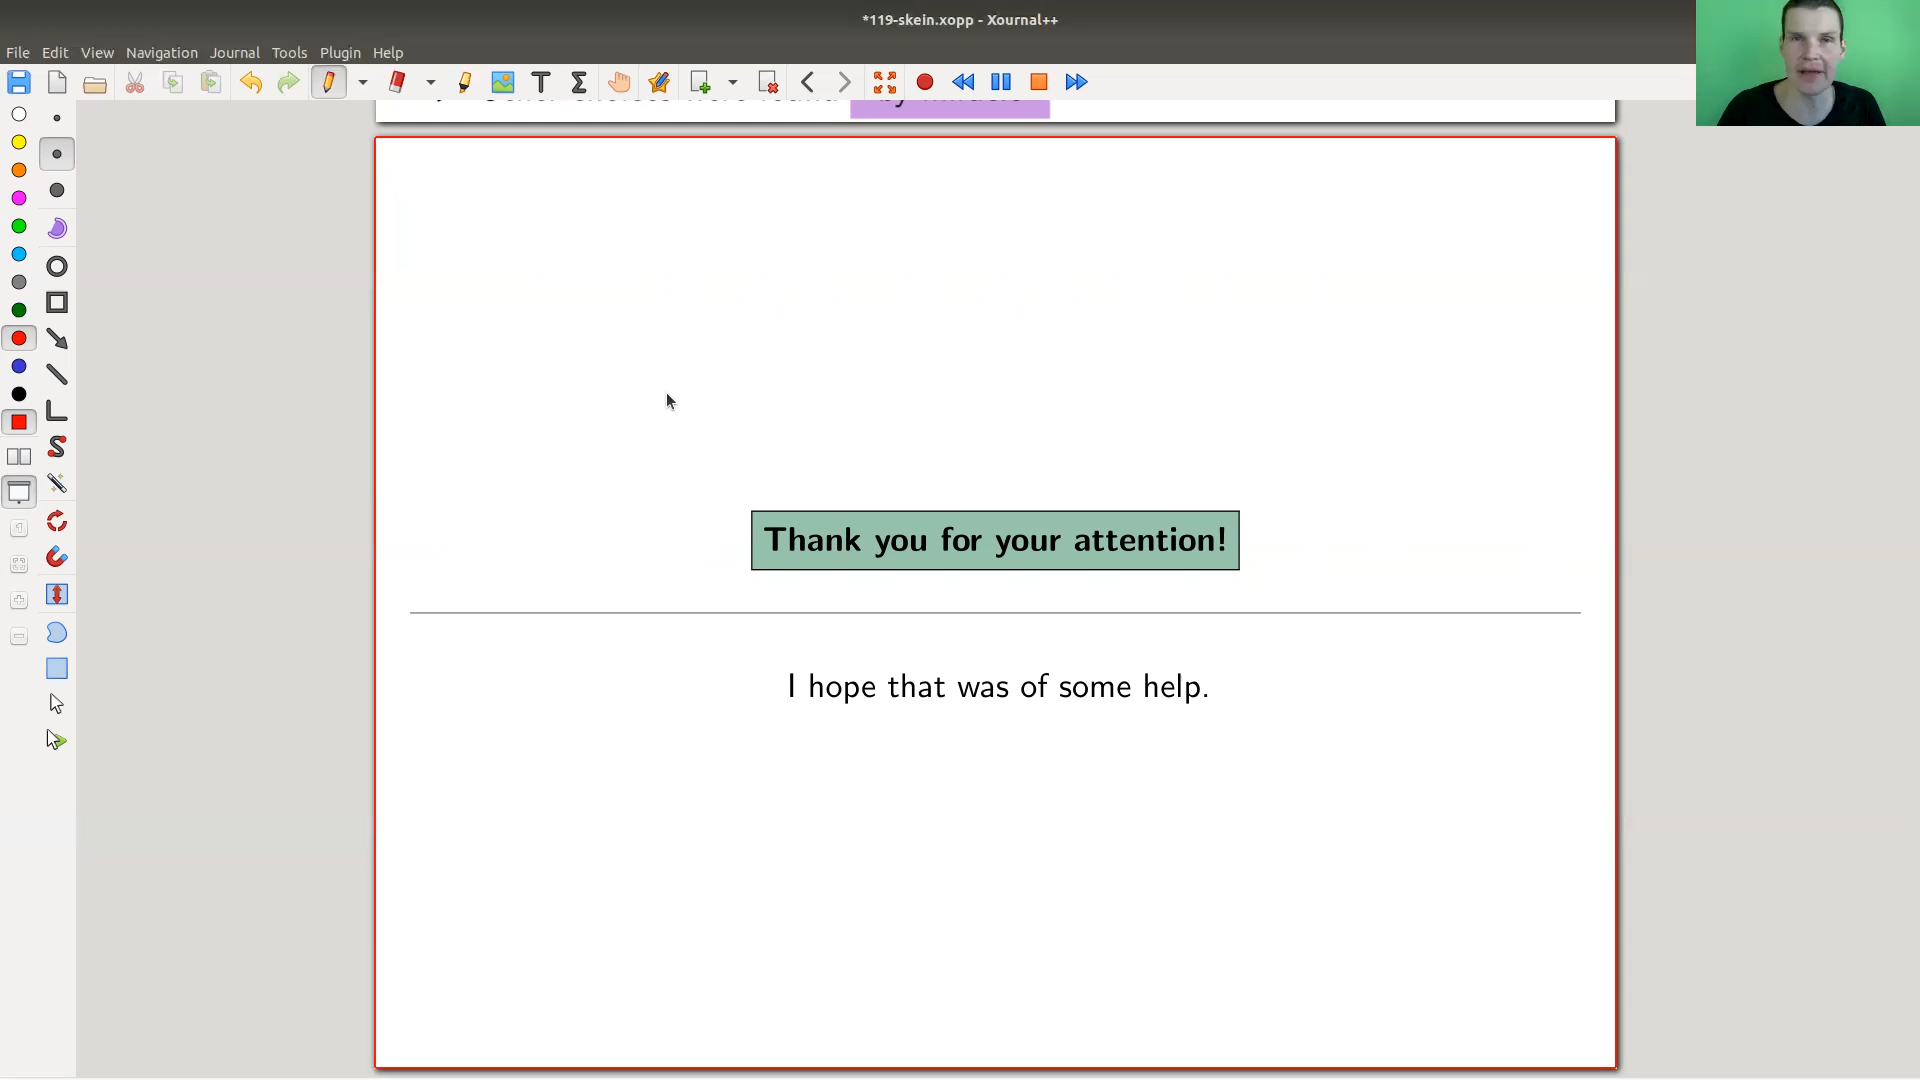 *119-skein.xopp - Xournal++
File Edit View Navigation Journal Tools Plugin Help
Thank you for your attention!
I hope that was of some help.